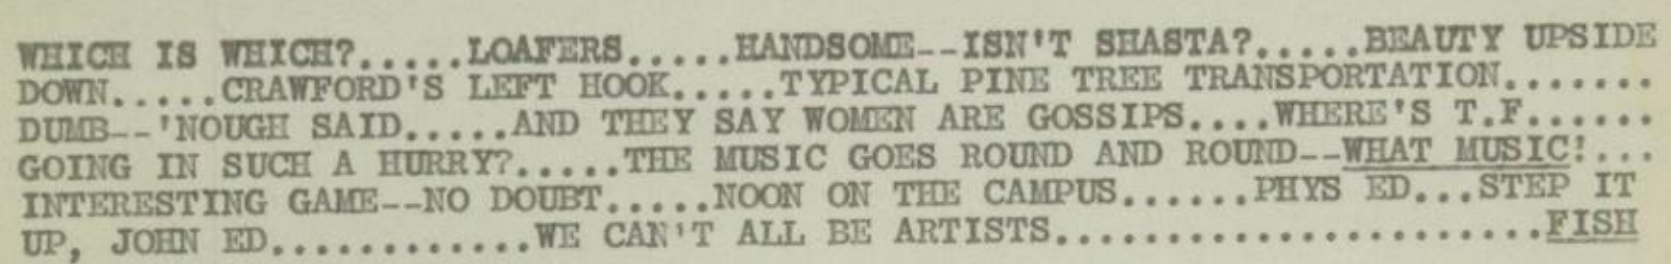 WHICH IS WHICH?.....LOAFERS.....HANDSOME--ISN'T SHASTA?.....BEAUTY UPSIDE
DOWN.....CRAWFORD'S LEFT HOOK.....TYPICAL PINE TREE TRANSPORTATION.......
DUMB--'NOUGH SAID.....AND THEY SAY WOMEN ARE GOSSIPS....WHERE'S T.F......
GOING IN SUCH A HURRY?.....THE MUSIC GOES ROUND AND ROUND--WHAT MUSIC!...
INTERESTING GAME--NO DOUBT.....NOON ON THE CAMPUS......PHYS ED...STEP IT
UP, JOHN ED............WE CAN'T ALL BE ARTISTS......................FISH